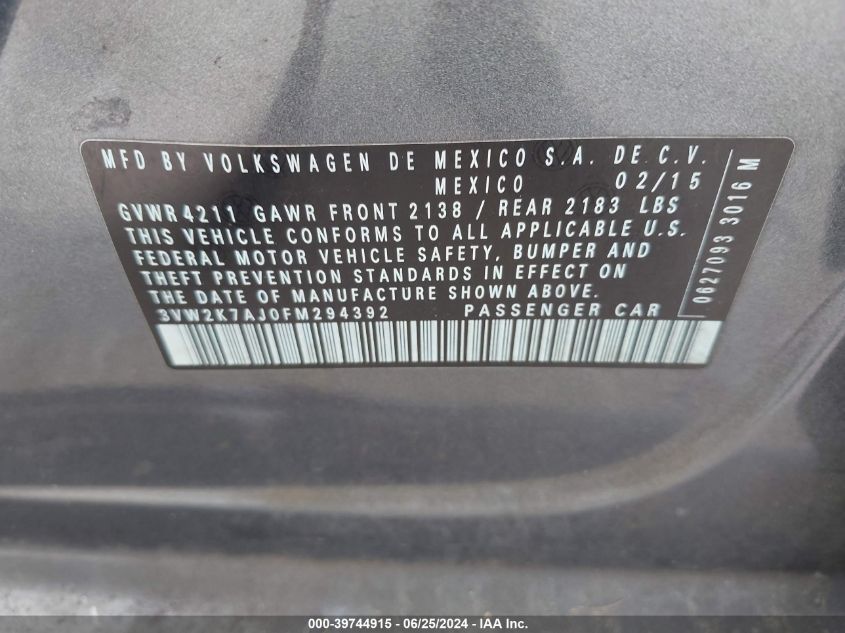 MFD BY VOLKSWAGEN DE MEXICO S.A. DE C.V.
MEXICO 02/15
GVWR 4211 GAWR FRONT 2138 / REAR 2183 LBS
THIS VEHICLE CONFORMS TO ALL APPLICABLE U.S.
FEDERAL MOTOR VEHICLE SAFETY, BUMPER AND
THEFT PREVENTION STANDARDS IN EFFECT ON
THE DATE OF MANUFACTURE SHOWN ABOVE.
3VW2K7AJ0FM294392 PASSENGER CAR
0627093 3016 M
000-39744915 - 06/25/2024 - IAA Inc.